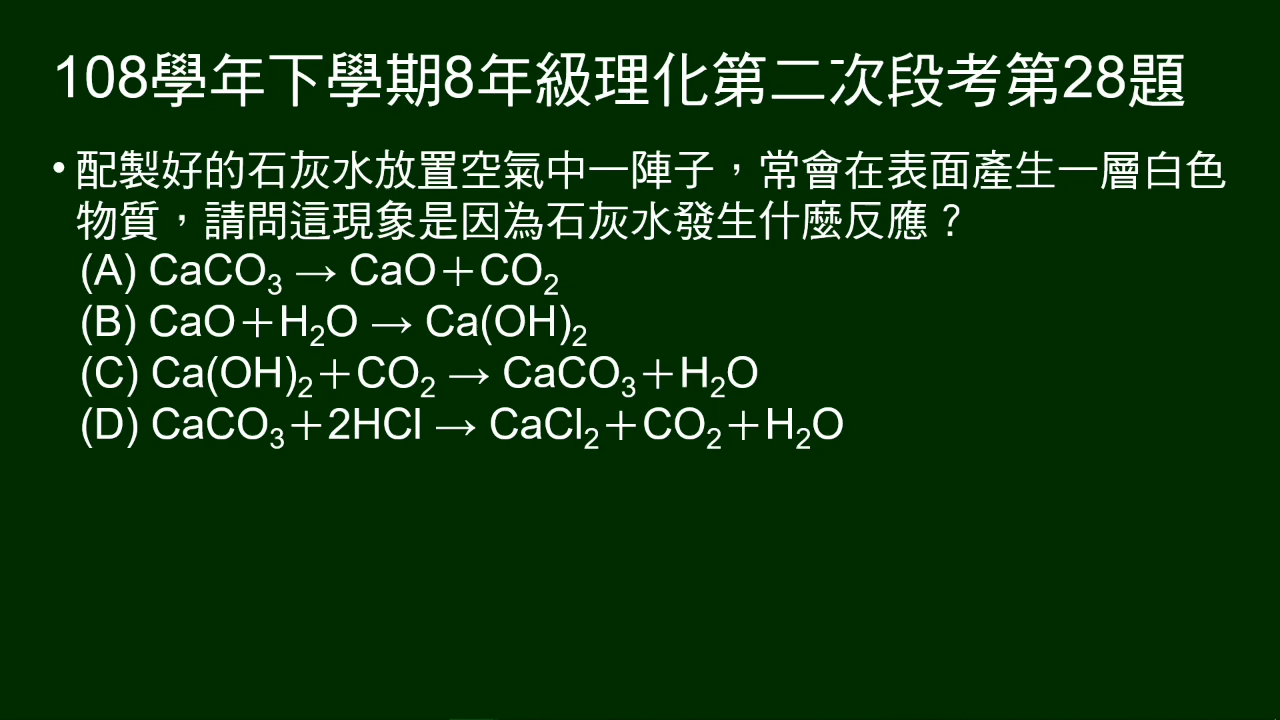 108學年下學期8年級理化第二次段考第28題
•配製好的石灰水放置空氣中一陣子，常會在表面產生一層白色
物質，請問這現象是因為石灰水發生什麼反應？
(A) CaCO₃ → CaO＋CO₂
(B) CaO＋H₂O → Ca(OH)₂
(C) Ca(OH)₂＋CO₂ → CaCO₃＋H₂O
(D) CaCO₃＋2HCl → CaCl₂＋CO₂＋H₂O